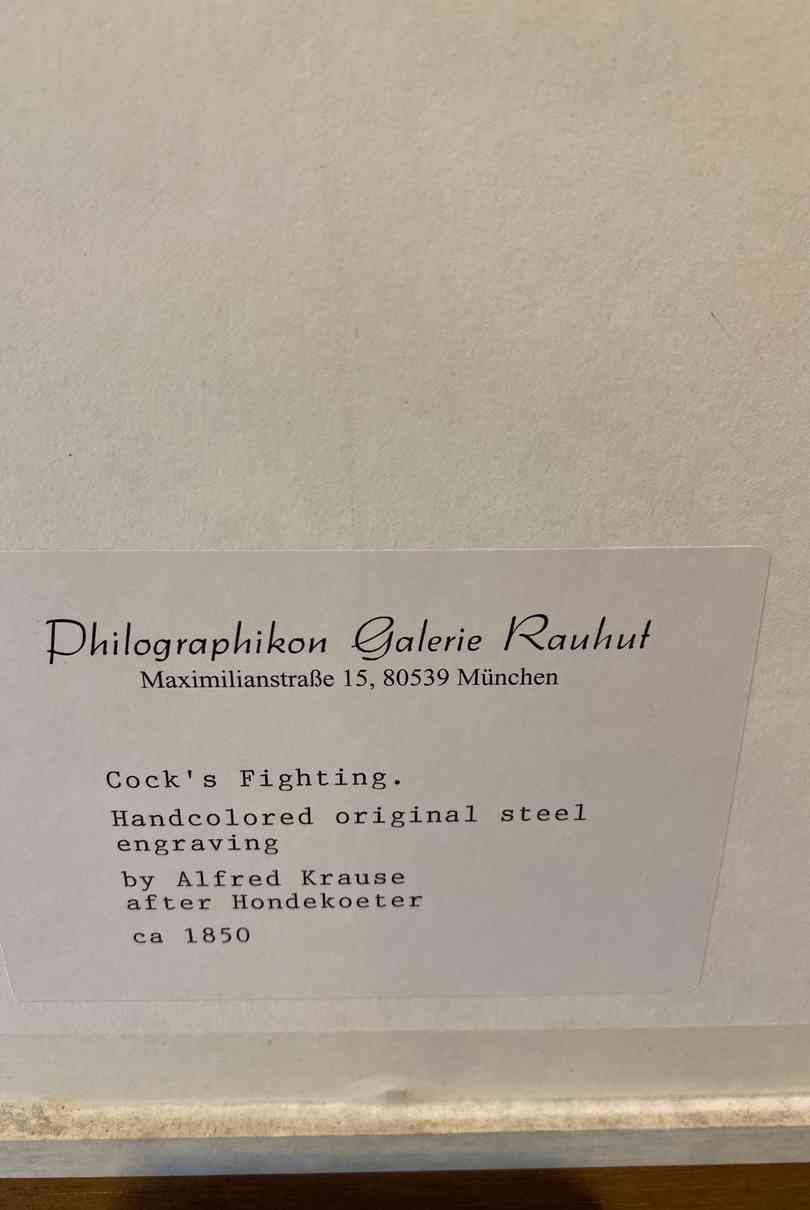 Philographikon Galerie Rauhut
Maximilianstraße 15, 80539 München
Cock's Fighting.
Handcolored original steel
engraving
by Alfred Krause
after Hondekoeter
ca 1850